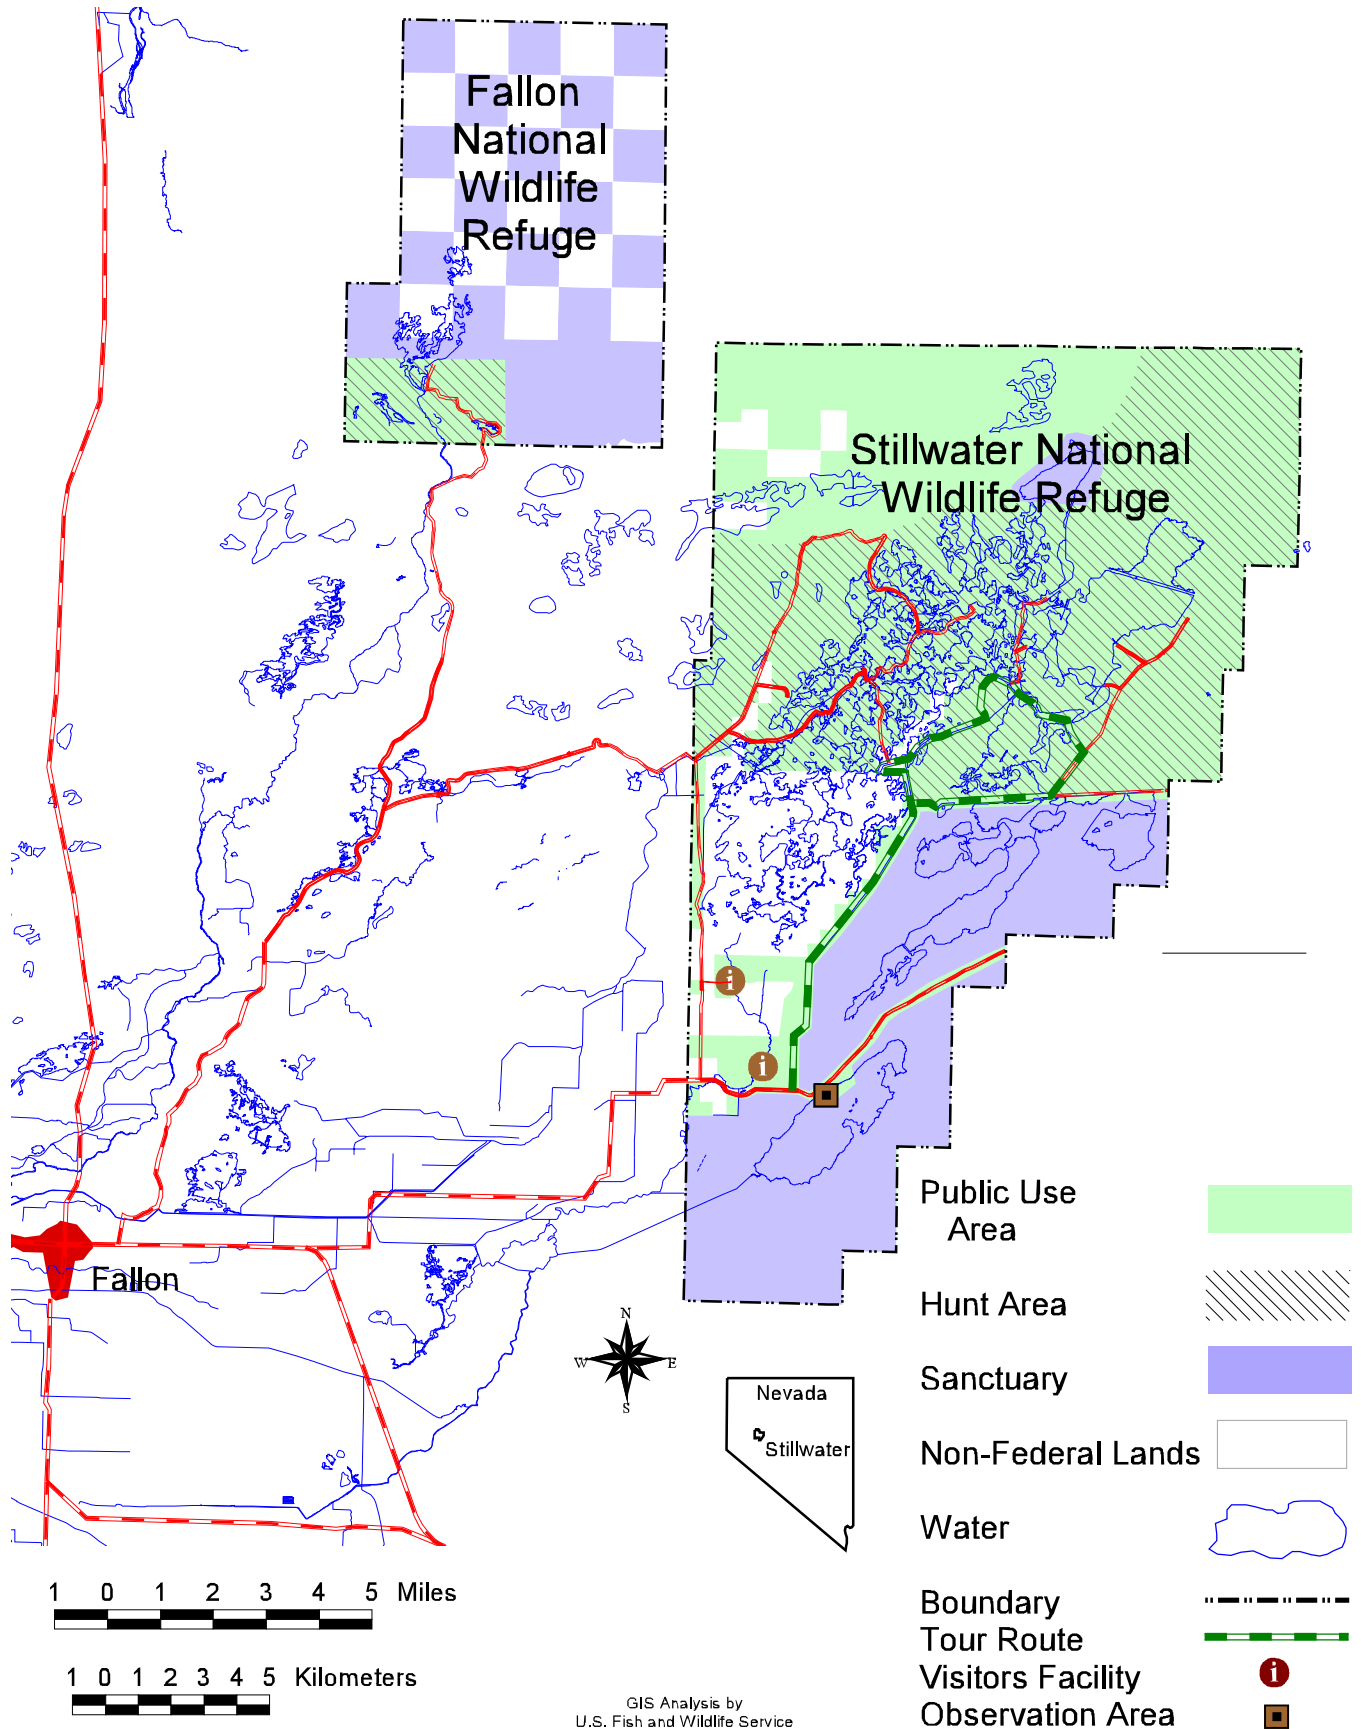 Fallon
National
Wildlife
Refuge
Stillwater National
Wildlife Refuge
i
i
Fallon
N
W E
S
Nevada
Stillwater
Public Use
Area
Hunt Area
Sanctuary
Non-Federal Lands
Water
Boundary
Tour Route
Visitors Facility i
Observation Area
1 0 1 2 3 4 5 Miles
1 0 1 2 3 4 5 Kilometers
GIS Analysis by
U.S. Fish and Wildlife Service